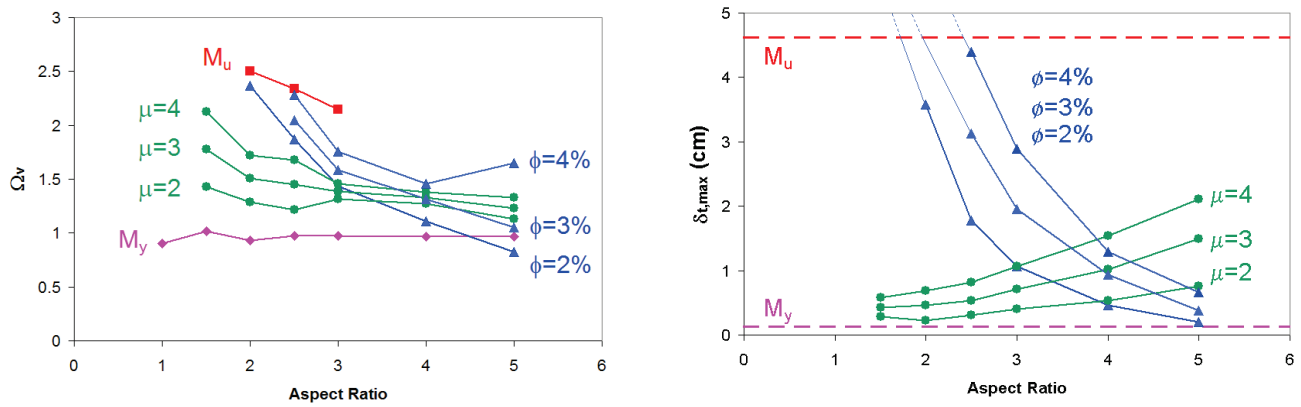 3
2.5
2
1.5
1
0.5
0
0 1 2 3 4 5 6
Ωv
Aspect Ratio
Mu
μ=4
μ=3
μ=2
My
ϕ=4%
ϕ=3%
ϕ=2%
5
4
3
2
1
0
0 1 2 3 4 5 6
δt,max (cm)
Aspect Ratio
Mu
ϕ=4%
ϕ=3%
ϕ=2%
μ=4
μ=3
μ=2
My